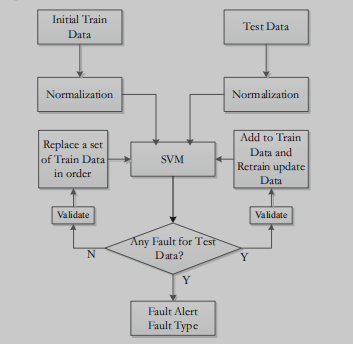 Initial Train
Data
Test Data
Normalization
Normalization
Replace a set
of Train Data
in order
SVM
Add to Train
Data and
Retrain update
Data
Validate
Validate
Any Fault for Test
Data?
N
Y
Y
Fault Alert
Fault Type